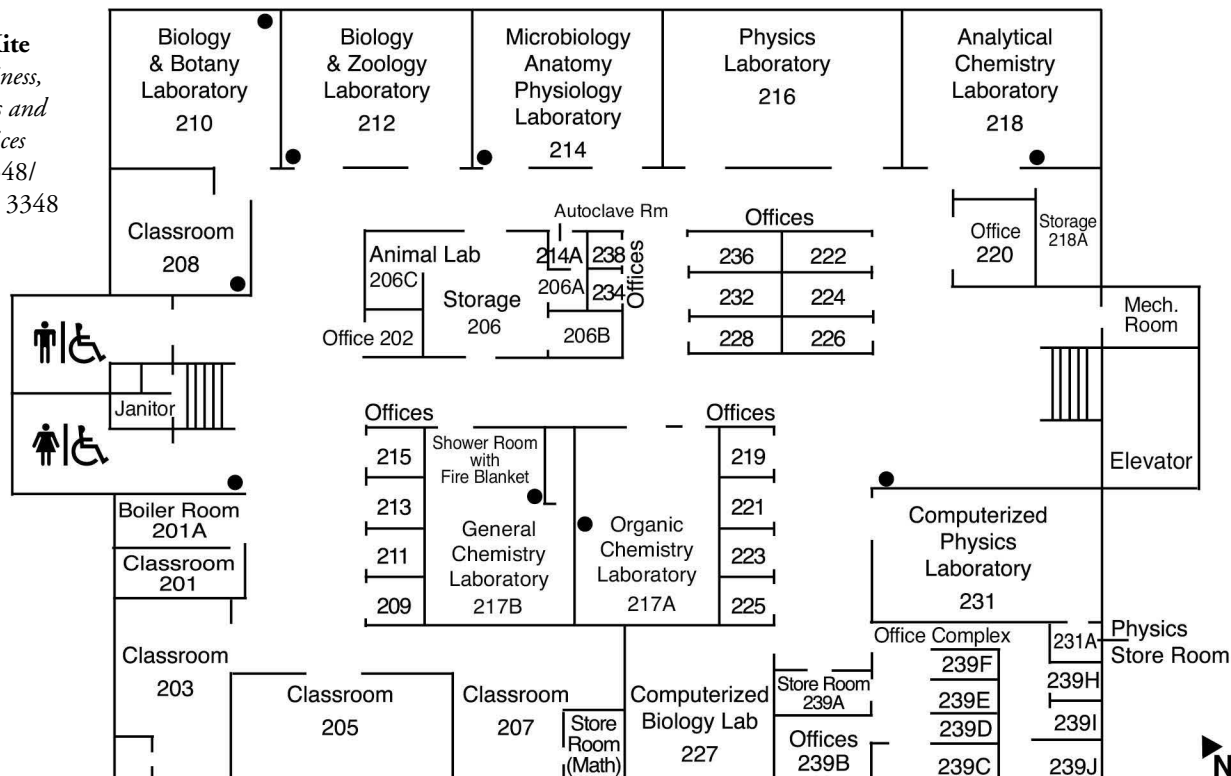 Kite
iness,
s and
ices
48/
3348
Biology
& Botany
Laboratory
210
Biology
& Zoology
Laboratory
212
Microbiology
Anatomy
Physiology
Laboratory
214
Physics
Laboratory
216
Analytical
Chemistry
Laboratory
218
Classroom
208
Animal Lab
206C
Storage
206
Office 202
Autoclave Rm
214A
238
206A
234
Offices
206B
Offices
236
222
232
224
228
226
Office
220
Storage
218A
Mech.
Room
Janitor
Elevator
Offices
215
213
211
209
Shower Room
with
Fire Blanket
General
Chemistry
Laboratory
217B
Organic
Chemistry
Laboratory
217A
Offices
219
221
223
225
Boiler Room
201A
Classroom
201
Computerized
Physics
Laboratory
231
Classroom
203
Classroom
205
Classroom
207
Store
Room
(Math)
Computerized
Biology Lab
227
Store Room
239A
Offices
239B
Office Complex
239F
239E
239D
239C
231A
Physics
Store Room
239H
239I
239J
N